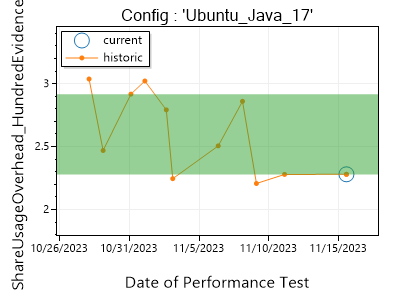 Config : 'Ubuntu_Java_17'
current
historic
ShareUsageOverhead_HundredEvidence
3
2.5
2
10/26/2023 10/31/2023 11/5/2023 11/10/2023 11/15/2023
Date of Performance Test